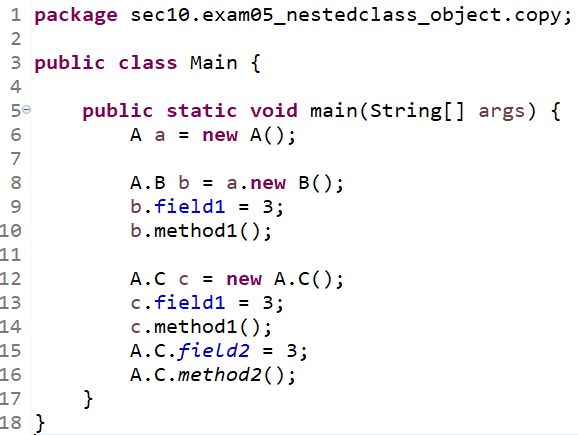 1 package sec10.exam05_nestedclass_object.copy;
2
3 public class Main {
4
5     public static void main(String[] args) {
6         A a = new A();
7
8         A.B b = a.new B();
9         b.field1 = 3;
10         b.method1();
11
12         A.C c = new A.C();
13         c.field1 = 3;
14         c.method1();
15         A.C.field2 = 3;
16         A.C.method2();
17     }
18 }